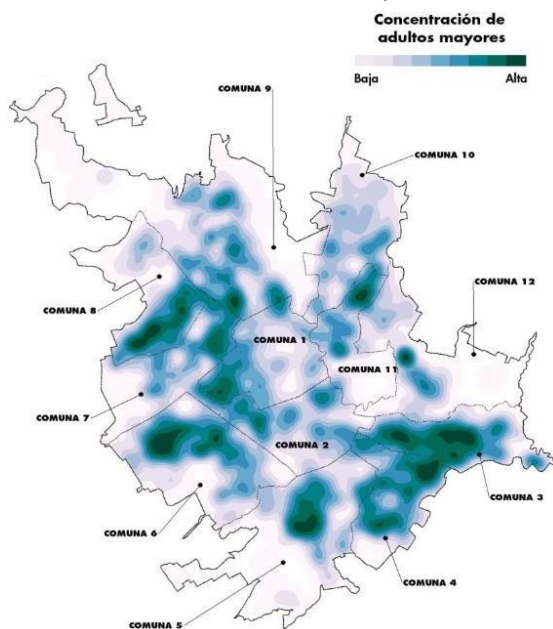 Concentración de
adultos mayores
Baja
Alta
COMUNA 9
COMUNA 10
COMUNA 12
COMUNA 8
COMUNA 1
COMUNA 11
COMUNA 7
COMUNA 2
COMUNA 3
COMUNA 6
COMUNA 4
COMUNA 5